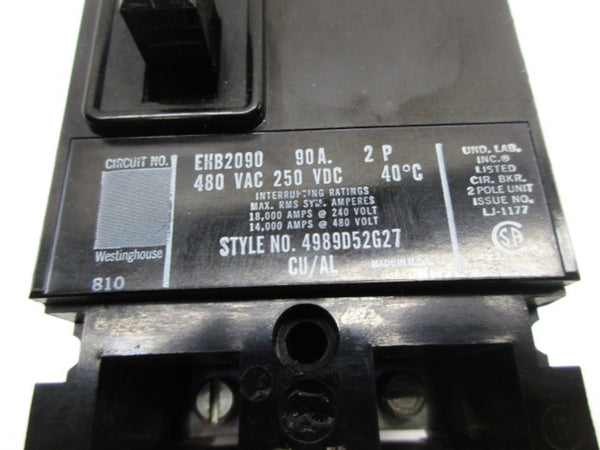 CIRCUIT NO.
Westinghouse
810
EHB2090 90A. 2 P
480 VAC 250 VDC 40°C
INTERRUPTING RATINGS
MAX. RMS SYM. AMPERES
18,000 AMPS @ 240 VOLT
14,000 AMPS @ 480 VOLT
STYLE NO. 4989D52G27
CU/AL
MADE IN U.S.A.
UND. LAB.
INC.®
LISTED
CIR. BKR.
2 POLE UNIT
ISSUE NO.
LJ-1177
SA